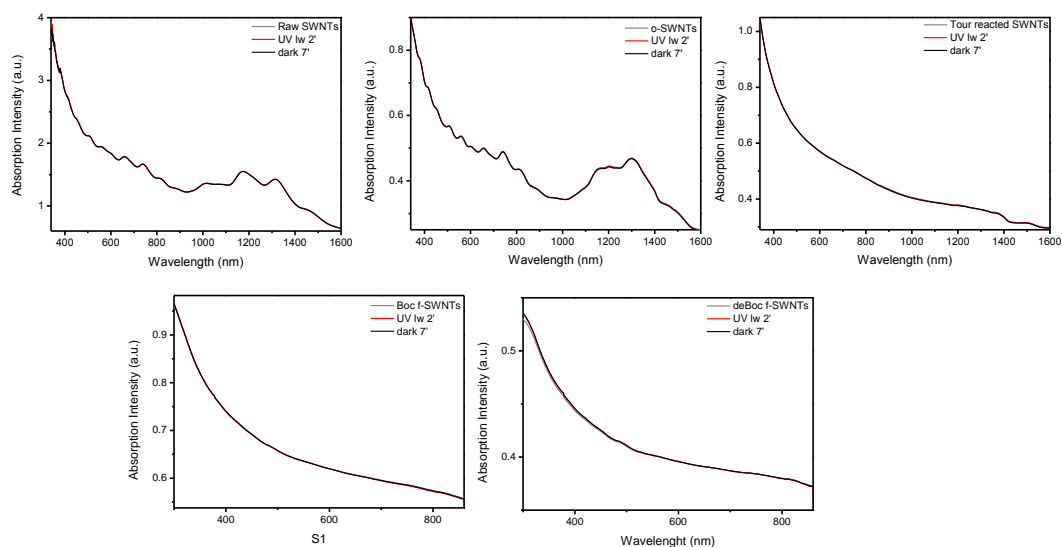 Raw SWNTs
UV lw 2'
dark 7'
Absorption Intensity (a.u.)
4
3
2
1
400 600 800 1000 1200 1400 1600
Wavelength (nm)
o-SWNTs
UV lw 2'
dark 7'
Absorption Intensity (a.u.)
0.8
0.6
0.4
400 600 800 1000 1200 1400 1600
Wavelength (nm)
Tour reacted SWNTs
UV lw 2'
dark 7'
Absorption Intensity (a.u.)
1.0
0.8
0.6
0.4
400 600 800 1000 1200 1400 1600
Wavelength (nm)
Boc f-SWNTs
UV lw 2'
dark 7'
Absorption Intensity (a.u.)
0.9
0.8
0.7
0.6
400 600 800
S1
deBoc f-SWNTs
UV lw 2'
dark 7'
Absorption Intensity (a.u.)
0.5
0.4
400 600 800
Wavelenght (nm)